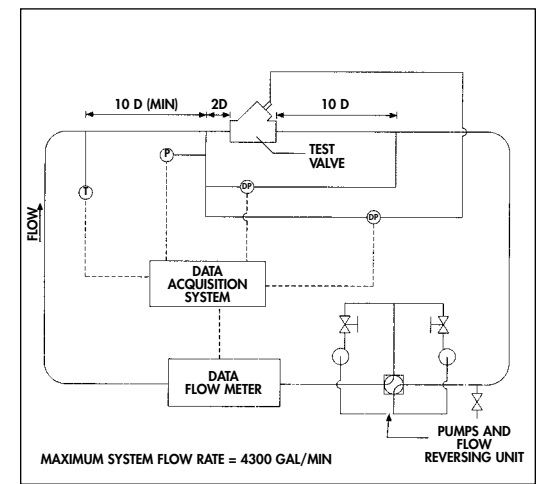 10 D (MIN)
2D
10 D
TEST
VALVE
P
DP
T
DP
FLOW
DATA
ACQUISITION
SYSTEM
DATA
FLOW METER
PUMPS AND
FLOW
REVERSING UNIT
MAXIMUM SYSTEM FLOW RATE = 4300 GAL/MIN